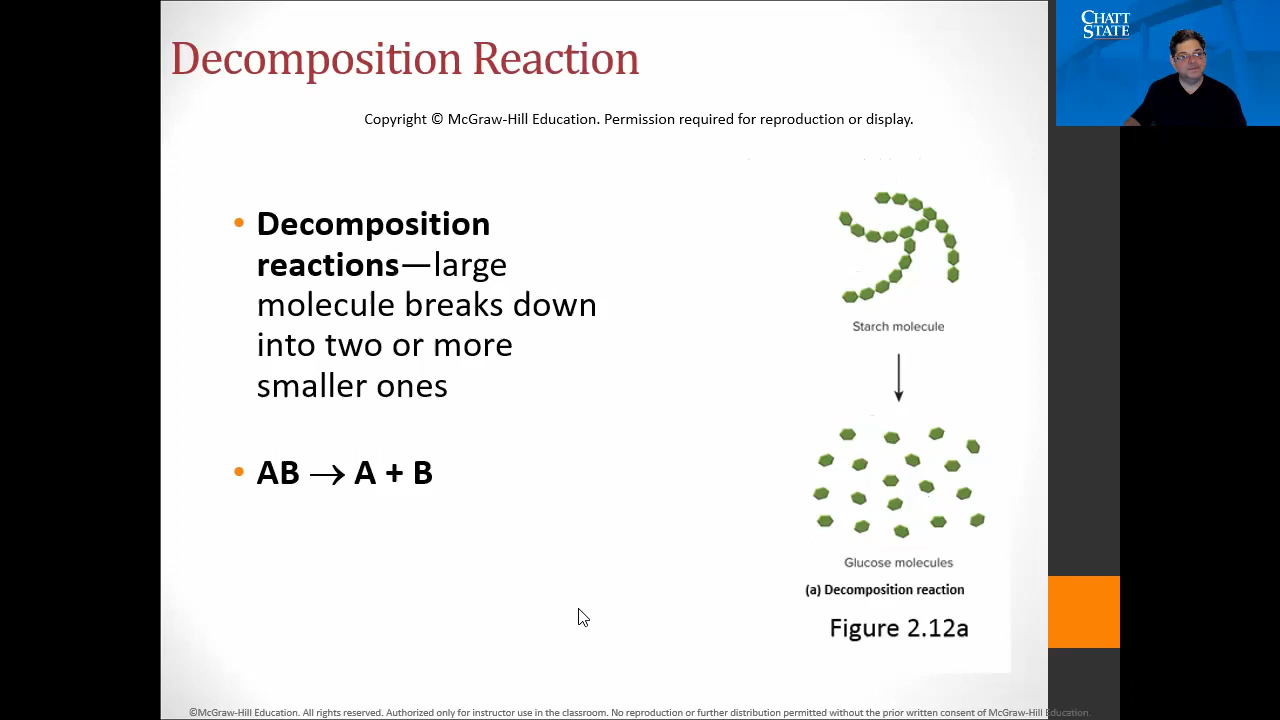 CHATT
STATE
Decomposition Reaction
Copyright © McGraw-Hill Education. Permission required for reproduction or display.
• Decomposition
reactions—large
molecule breaks down
into two or more
smaller ones
• AB → A + B
Starch molecule
Glucose molecules
(a) Decomposition reaction
Figure 2.12a
©McGraw-Hill Education. All rights reserved. Authorized only for instructor use in the classroom. No reproduction or further distribution permitted without the prior written consent of McGraw-Hill Education.